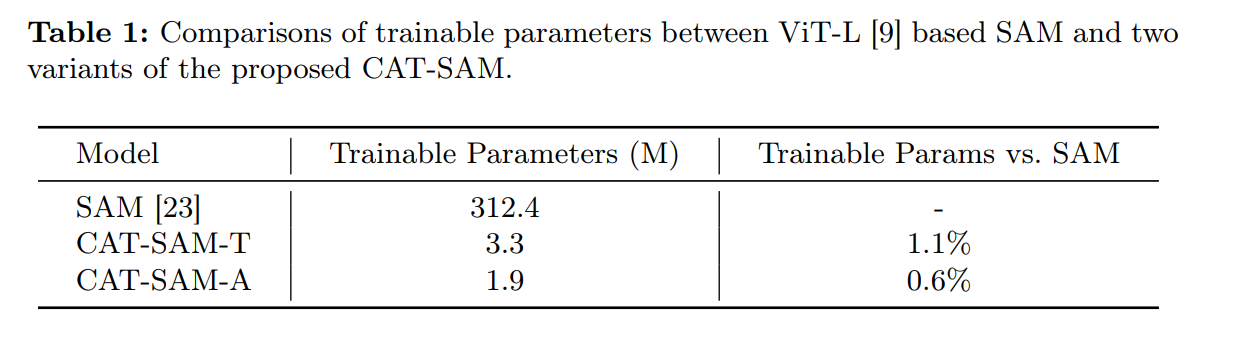 Table 1: Comparisons of trainable parameters between ViT-L [9] based SAM and two
variants of the proposed CAT-SAM.
Model Trainable Parameters (M) Trainable Params vs. SAM
SAM [23] 312.4 -
CAT-SAM-T 3.3 1.1%
CAT-SAM-A 1.9 0.6%